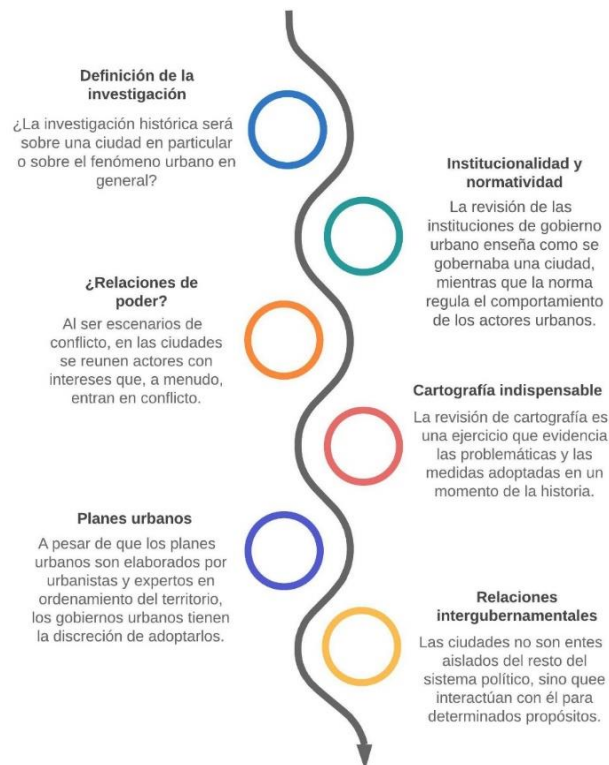 Definición de la
investigación
¿La investigación histórica será
sobre una ciudad en particular
o sobre el fenómeno urbano en
general?
Institucionalidad y
normatividad
La revisión de las
instituciones de gobierno
urbano enseña como se
gobernaba una ciudad,
mientras que la norma
regula el comportamiento
de los actores urbanos.
¿Relaciones de
poder?
Al ser escenarios de
conflicto, en las ciudades
se reunen actores con
intereses que, a menudo,
entran en conflicto.
Cartografía indispensable
La revisión de cartografía es
una ejercicio que evidencia
las problemáticas y las
medidas adoptadas en un
momento de la historia.
Planes urbanos
A pesar de que los planes
urbanos son elaborados por
urbanistas y expertos en
ordenamiento del territorio,
los gobiernos urbanos tienen
la discreción de adoptarlos.
Relaciones
intergubernamentales
Las ciudades no son entes
aislados del resto del
sistema político, sino quee
interactúan con él para
determinados propósitos.